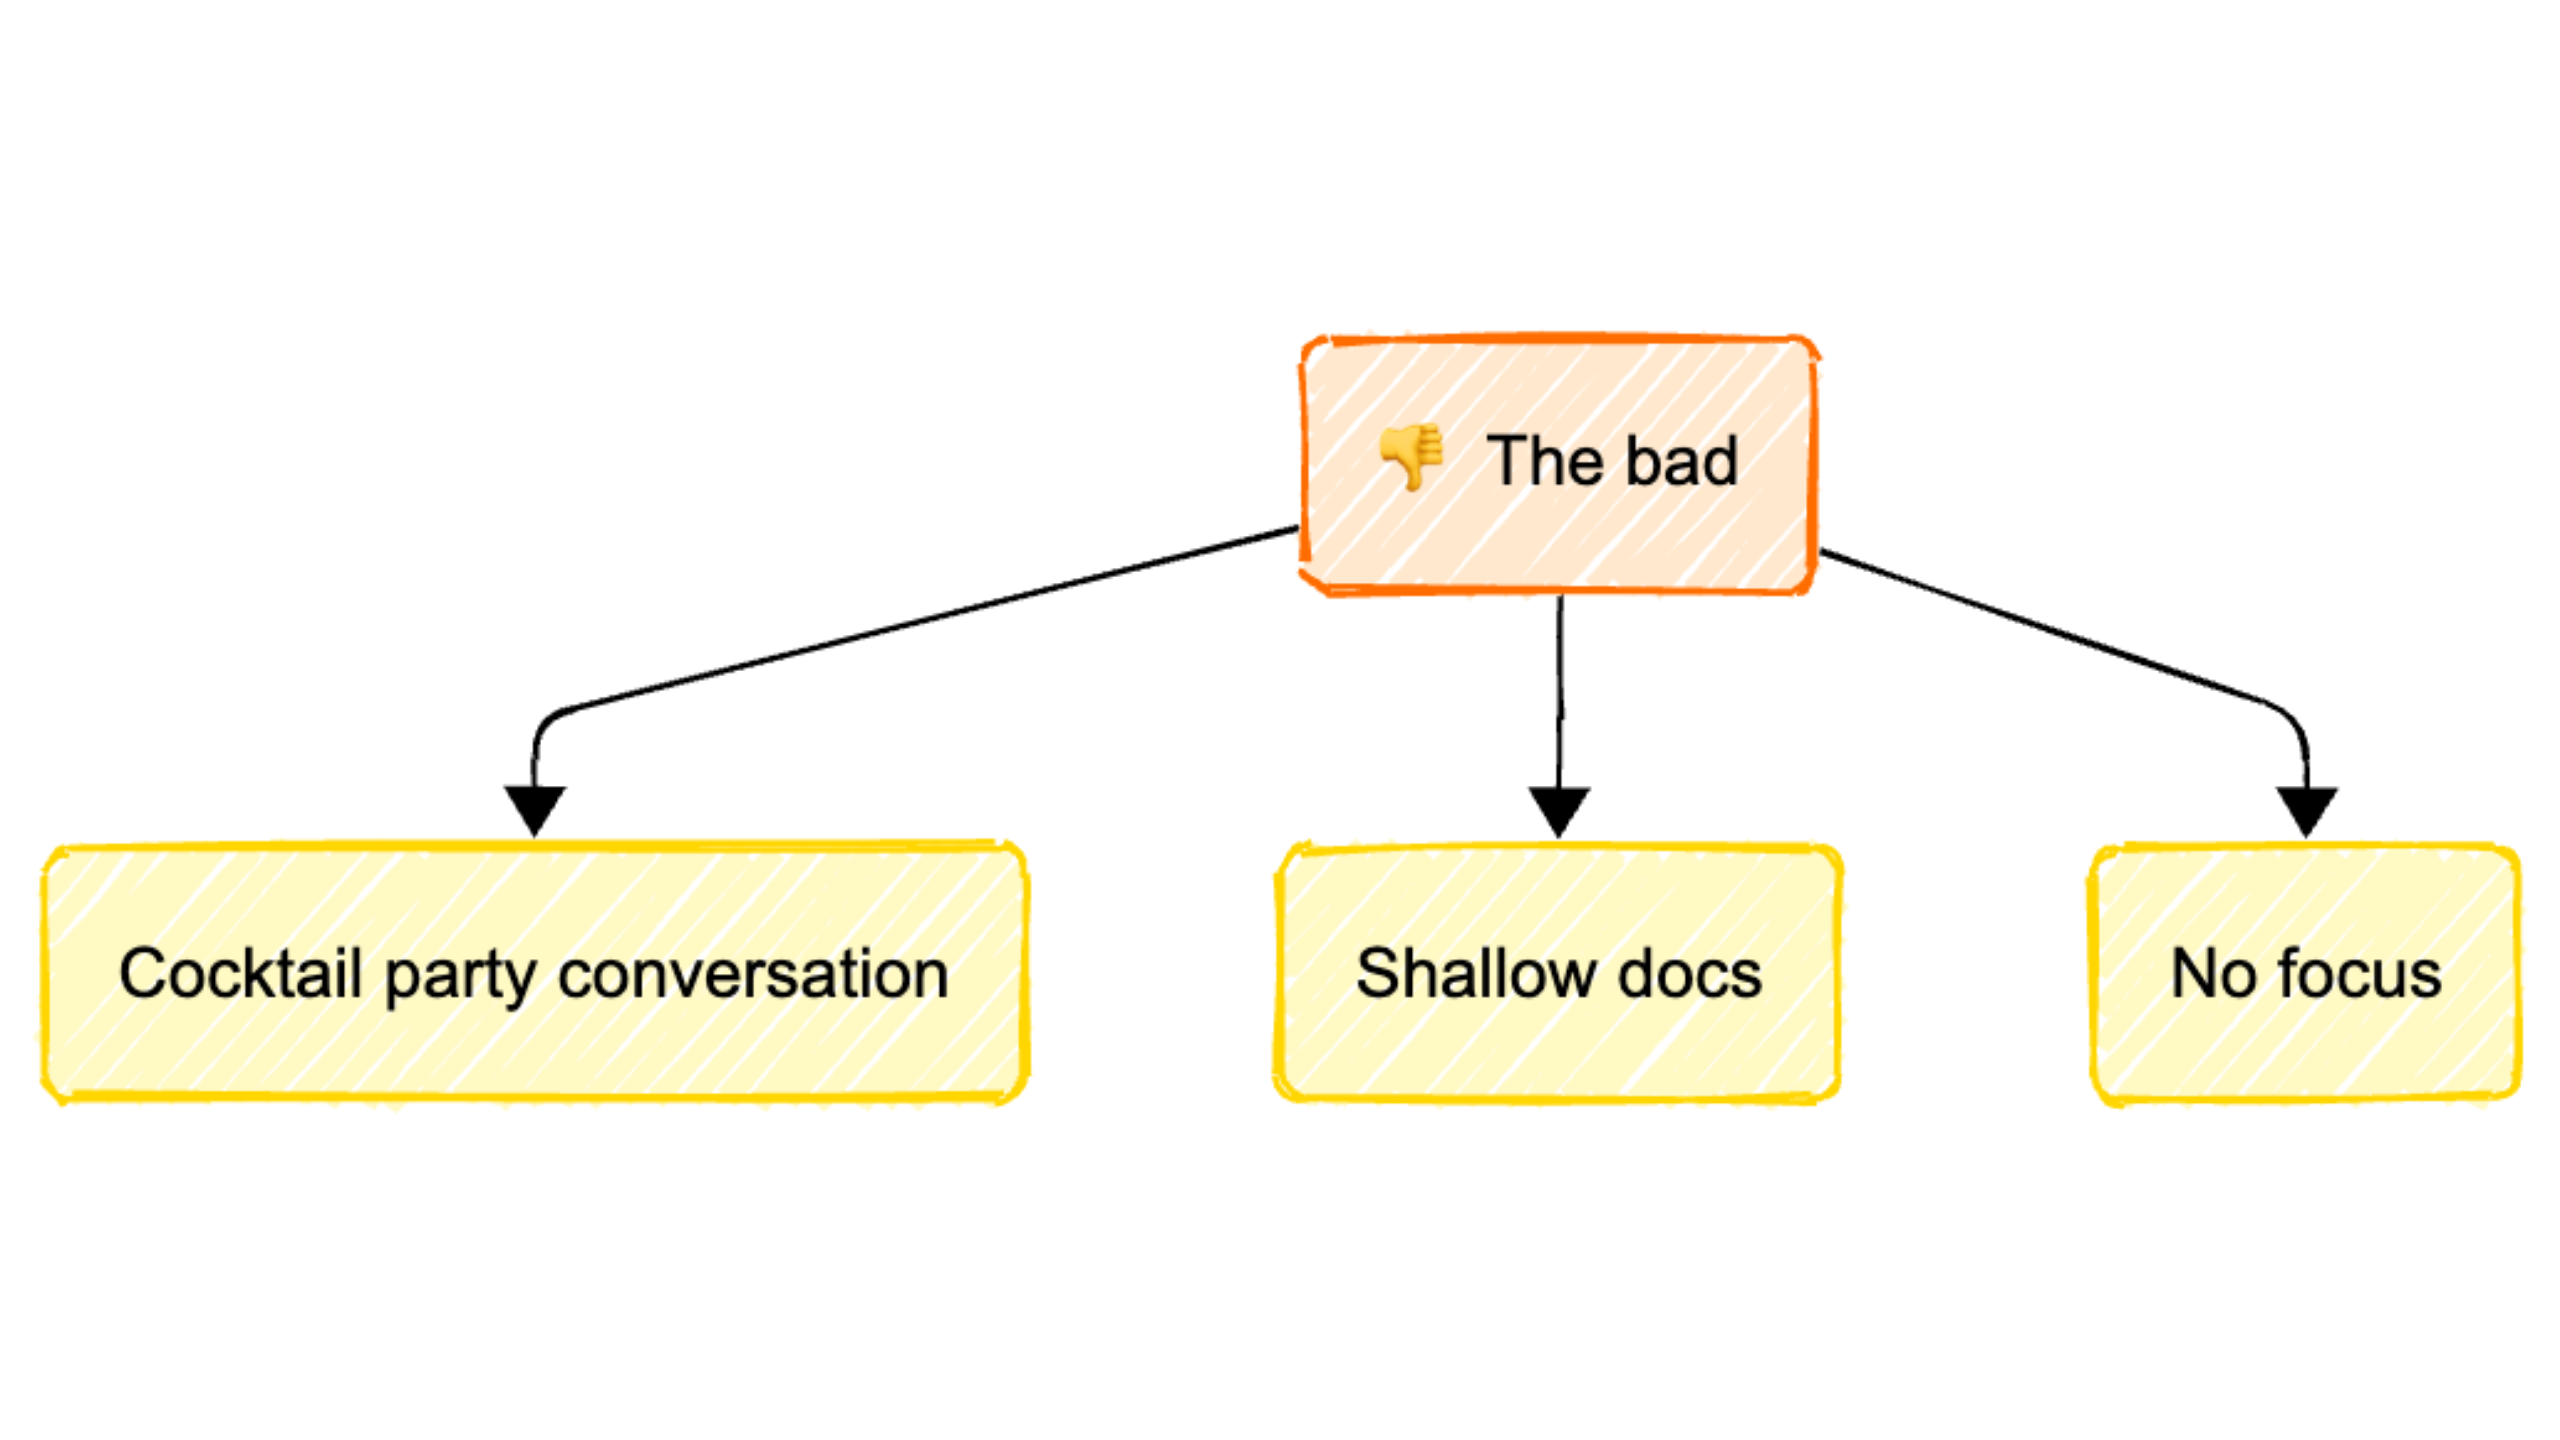 👎 The bad
Cocktail party conversation
Shallow docs
No focus